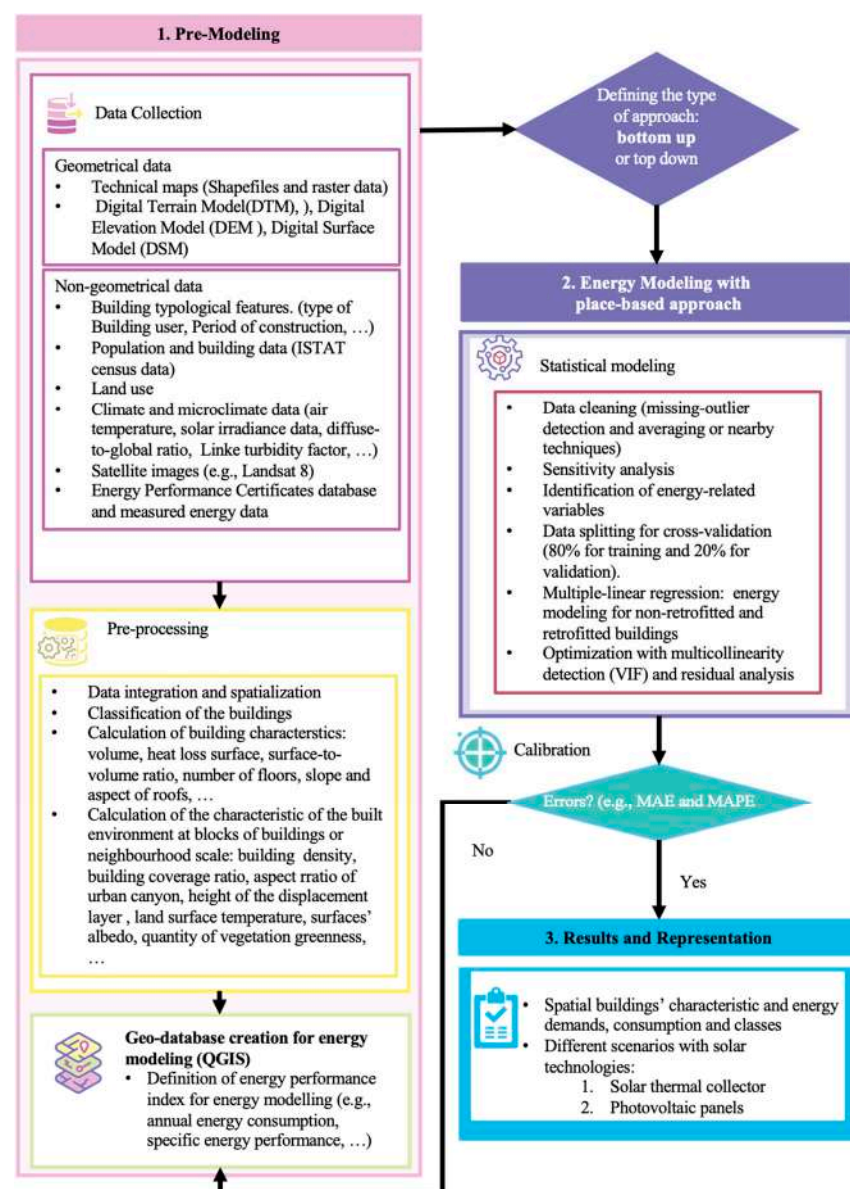 1. Pre-Modeling
Data Collection
Geometrical data
• Technical maps (Shapefiles and raster data)
• Digital Terrain Model(DTM), ), Digital
Elevation Model (DEM ), Digital Surface
Model (DSM)
Non-geometrical data
• Building typological features. (type of
Building user, Period of construction, …)
• Population and building data (ISTAT
census data)
• Land use
• Climate and microclimate data (air
temperature, solar irradiance data, diffuse-
to-global ratio, Linke turbidity factor, …)
• Satellite images (e.g., Landsat 8)
• Energy Performance Certificates database
and measured energy data
Pre-processing
• Data integration and spatialization
• Classification of the buildings
• Calculation of building characterstics:
volume, heat loss surface, surface-to-
volume ratio, number of floors, slope and
aspect of roofs, …
• Calculation of the characteristic of the built
environment at blocks of buildings or
neighbourhood scale: building density,
building coverage ratio, aspect rratio of
urban canyon, height of the displacement
layer , land surface temperature, surfaces’
albedo, quantity of vegetation greenness,
…
Geo-database creation for energy
modeling (QGIS)
• Definition of energy performance
index for energy modelling (e.g.,
annual energy consumption,
specific energy performance, …)
Defining the type
of approach:
bottom up
or top down
2. Energy Modeling with
place-based approach
Statistical modeling
• Data cleaning (missing-outlier
detection and averaging or nearby
techniques)
• Sensitivity analysis
• Identification of energy-related
variables
• Data splitting for cross-validation
(80% for training and 20% for
validation).
• Multiple-linear regression: energy
modeling for non-retrofitted and
retrofitted buildings
• Optimization with multicollinearity
detection (VIF) and residual analysis
Calibration
Errors? (e.g., MAE and MAPE
No
Yes
3. Results and Representation
• Spatial buildings’ characteristic and energy
demands, consumption and classes
• Different scenarios with solar
technologies:
1. Solar thermal collector
2. Photovoltaic panels